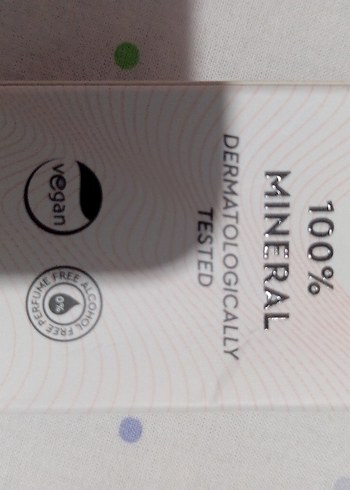 100%
MINERAL
DERMATOLOGICALLY
TESTED
vegan
ALCOHOL FREE PERFUME FREE
0%